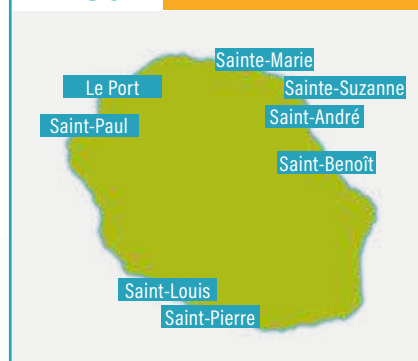 Sainte-Marie
Le Port
Sainte-Suzanne
Saint-André
Saint-Paul
Saint-Benoît
Saint-Louis
Saint-Pierre